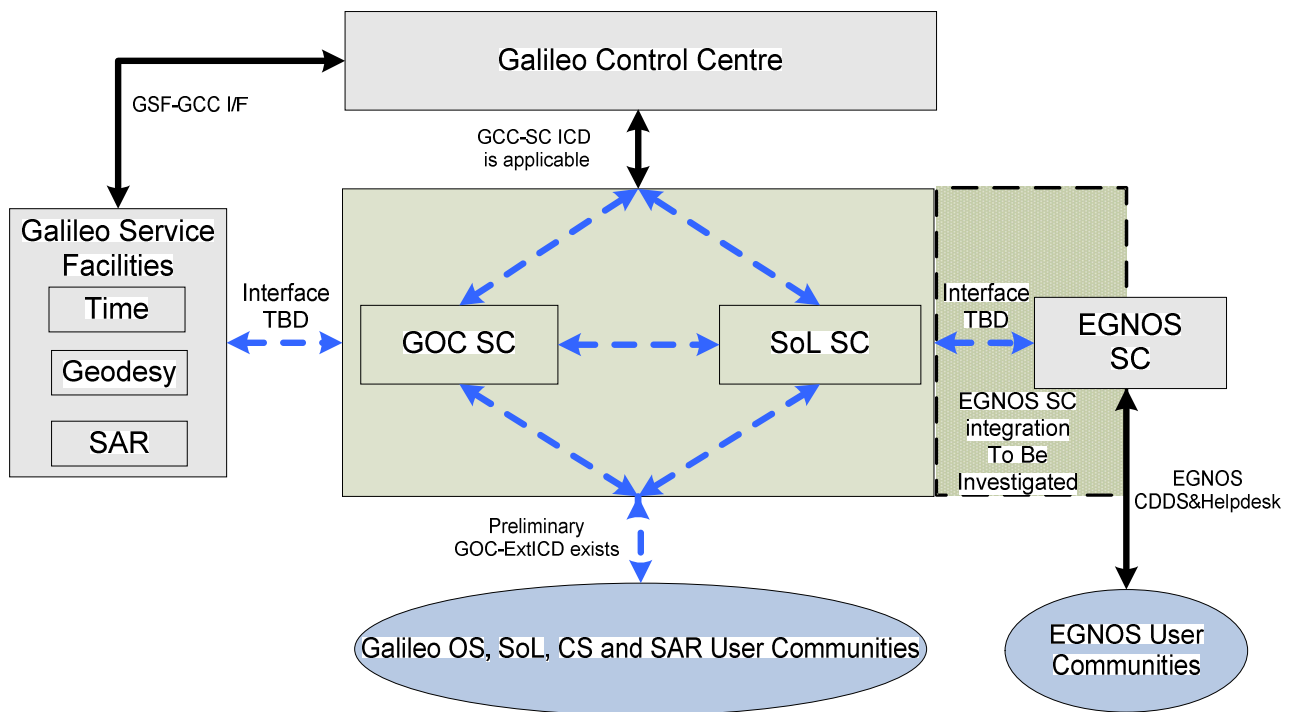 Galileo Control Centre
GSF-GCC I/F
GCC-SC ICD
is applicable
Galileo Service
Facilities
Time
Geodesy
SAR
Interface
TBD
GOC SC
SoL SC
Interface
TBD
EGNOS
SC
EGNOS SC
integration
To Be
Investigated
EGNOS
CDDS&Helpdesk
Preliminary
GOC-ExtICD exists
Galileo OS, SoL, CS and SAR User Communities
EGNOS User
Communities